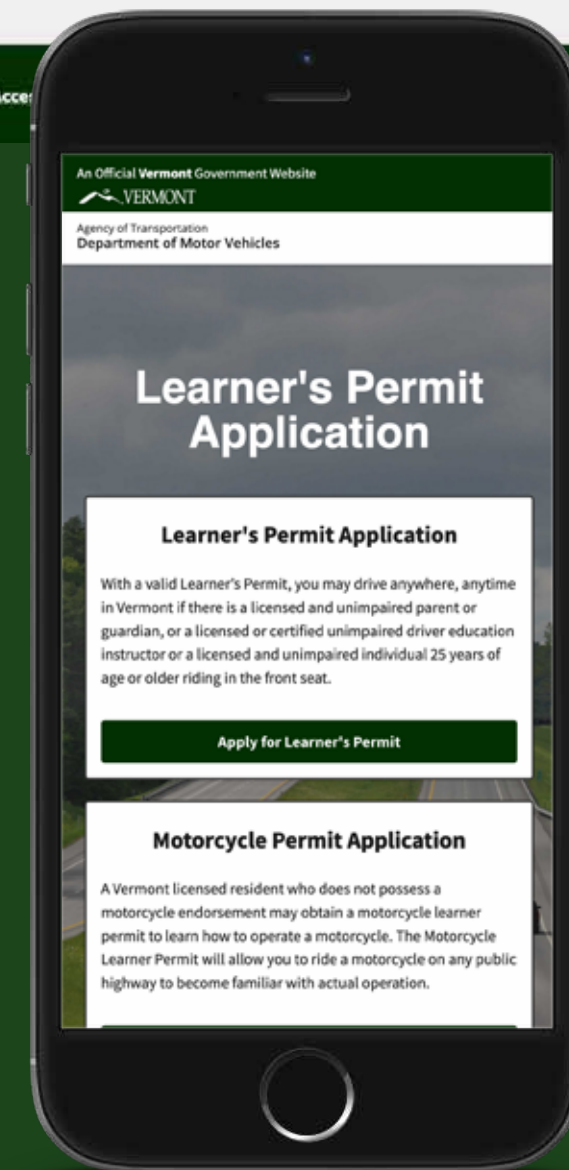 An Official Vermont Government Website
VERMONT
Agency of Transportation
Department of Motor Vehicles
Learner's Permit
Application
Learner's Permit Application
With a valid Learner's Permit, you may drive anywhere, anytime
in Vermont if there is a licensed and unimpaired parent or
guardian, or a licensed or certified unimpaired driver education
instructor or a licensed and unimpaired individual 25 years of
age or older riding in the front seat.
Apply for Learner's Permit
Motorcycle Permit Application
A Vermont licensed resident who does not possess a
motorcycle endorsement may obtain a motorcycle learner
permit to learn how to operate a motorcycle. The Motorcycle
Learner Permit will allow you to ride a motorcycle on any public
highway to become familiar with actual operation.